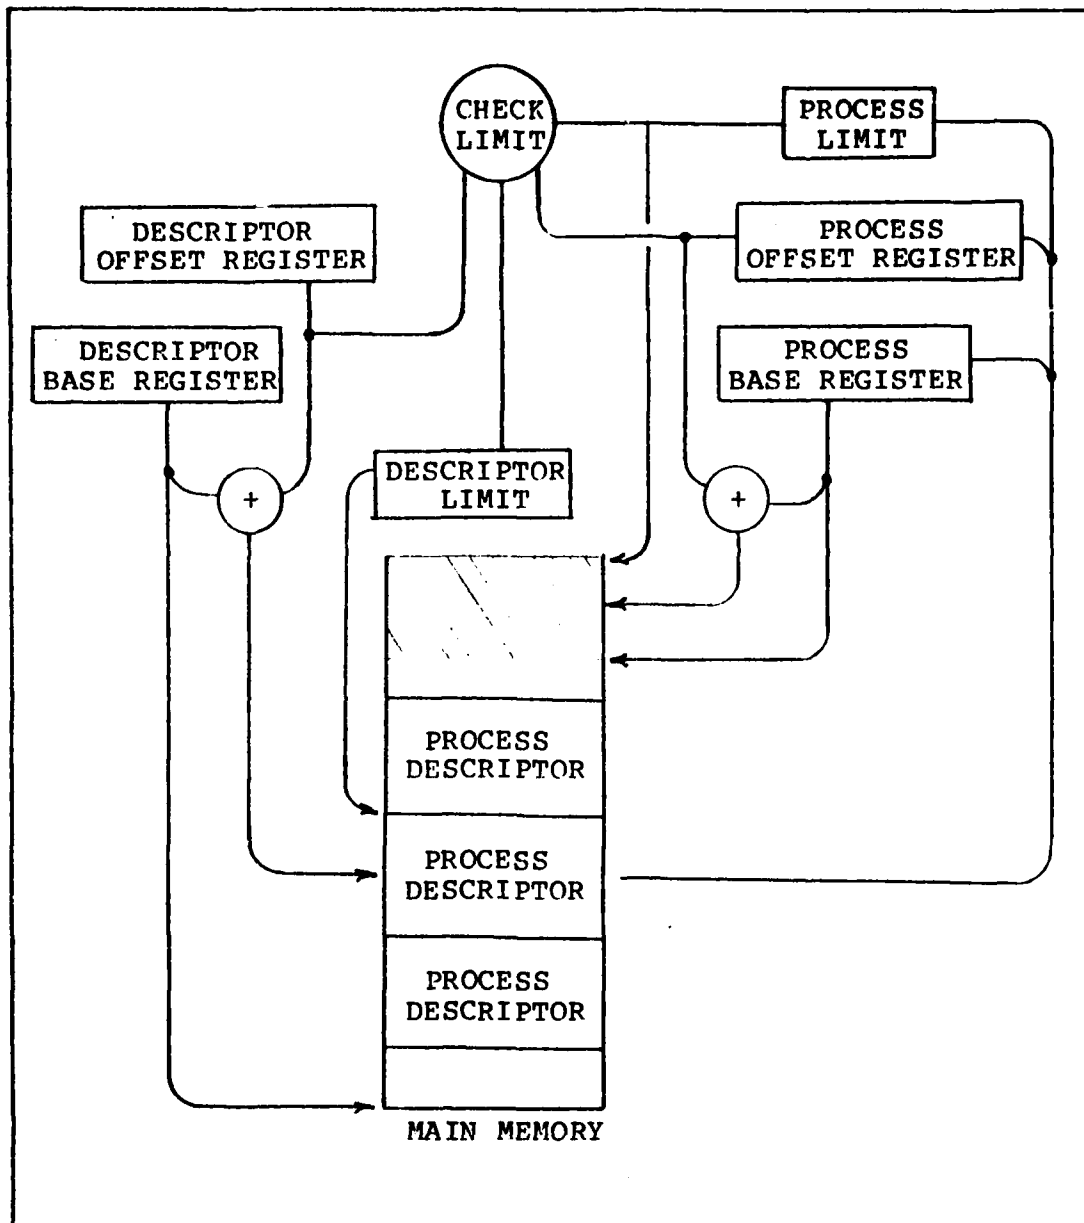 CHECK
LIMIT
PROCESS
LIMIT
DESCRIPTOR
OFFSET REGISTER
PROCESS
OFFSET REGISTER
DESCRIPTOR
BASE REGISTER
PROCESS
BASE REGISTER
DESCRIPTOR
LIMIT
+
+
PROCESS
DESCRIPTOR
PROCESS
DESCRIPTOR
PROCESS
DESCRIPTOR
MAIN MEMORY